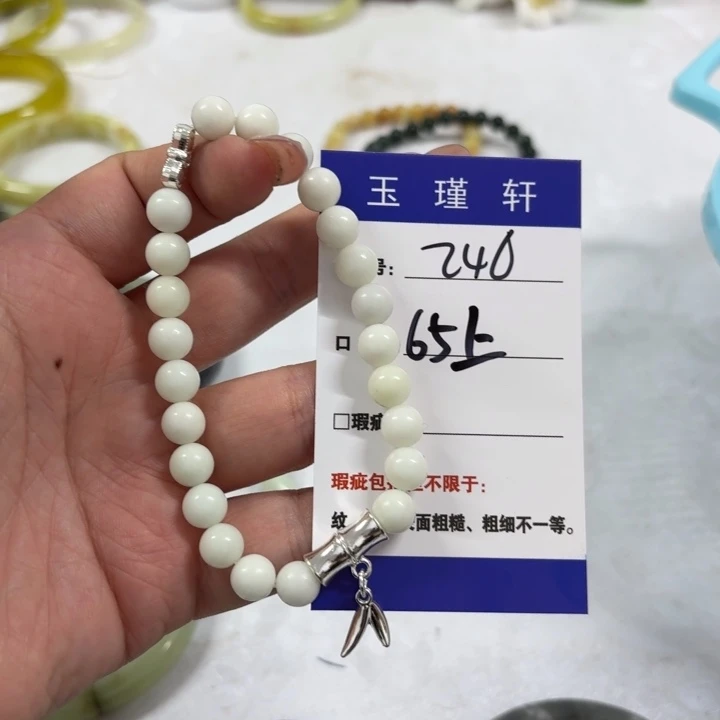 玉瑾轩
号: 240
口 65上
□瑕疵
瑕疵包 不限于:
纹 面粗糙、粗细不一等。